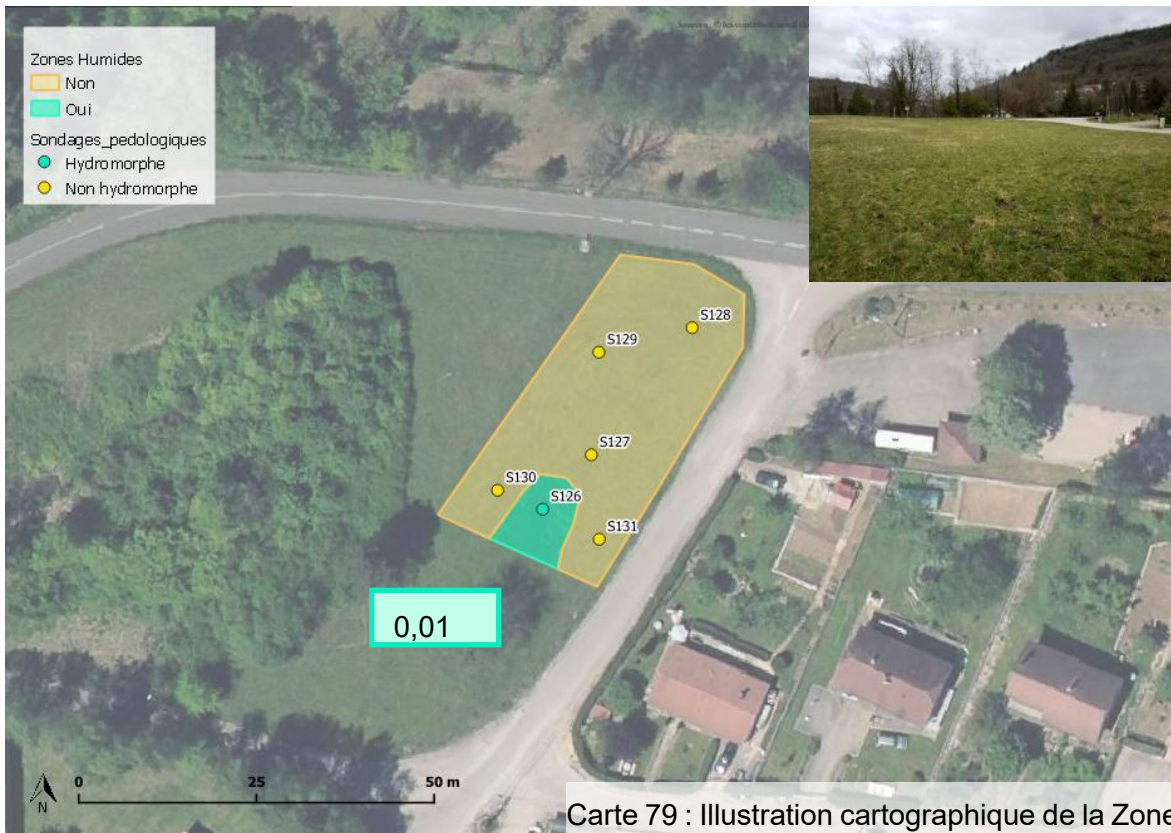 Zones Humides
Non
Oui
Sondages_pedologiques
Hydromorphe
Non hydromorphe
S128
S129
S127
S130
S126
S131
0,01
0 25 50 m
N
Carte 79 : Illustration cartographique de la Zone